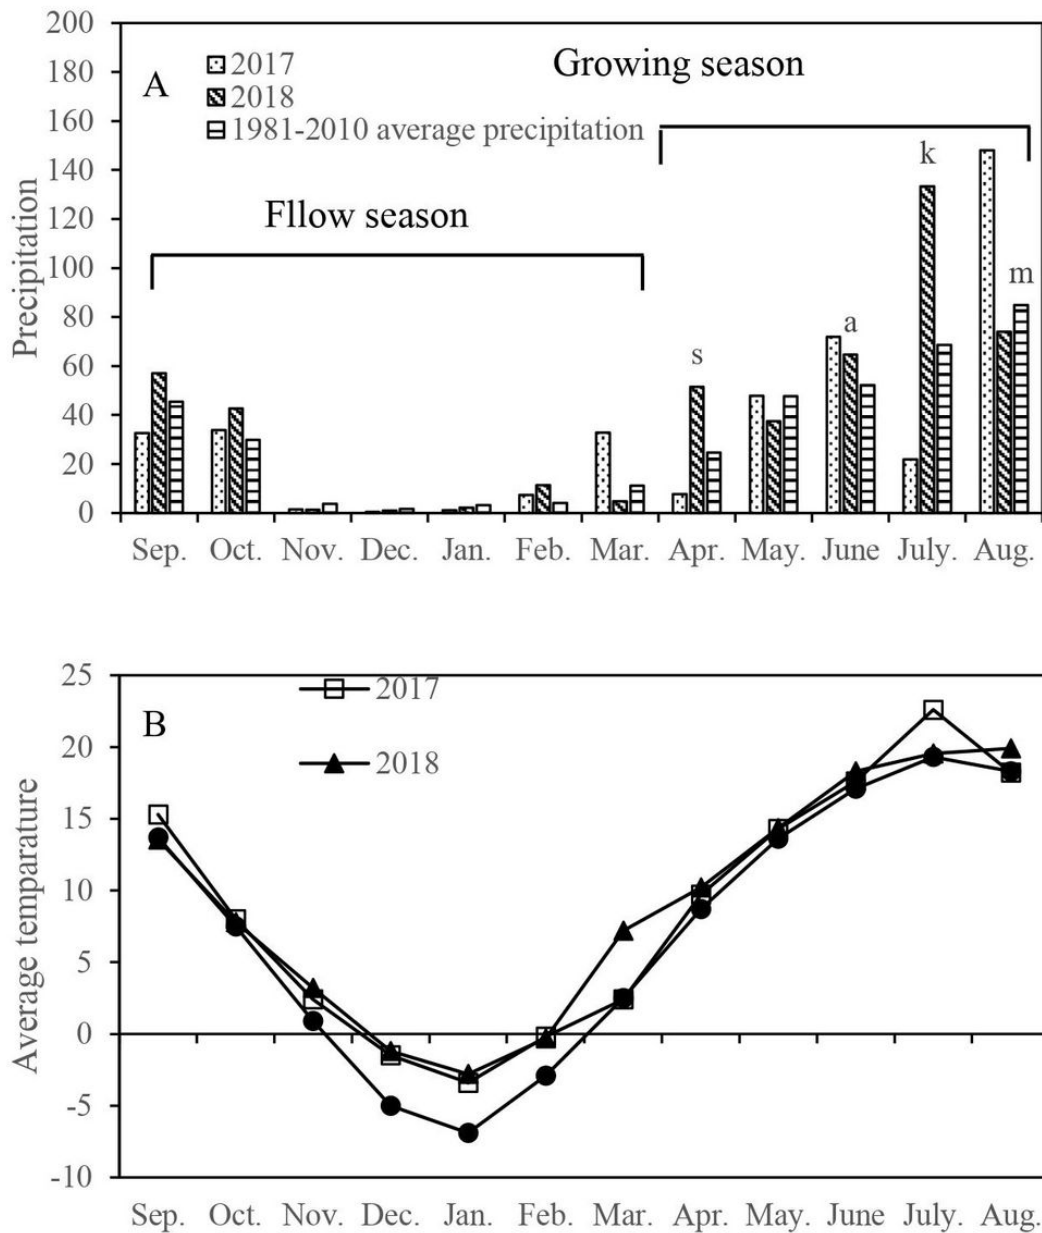 200
180
160
140
120
100
80
60
40
20
0
Precipitation
A
2017
2018
1981-2010 average precipitation
Growing season
Fllow season
s
a
k
m
Sep. Oct. Nov. Dec. Jan. Feb. Mar. Apr. May. June July. Aug.
25
20
15
10
5
0
-5
-10
Average temparature
B
2017
2018
Sep. Oct. Nov. Dec. Jan. Feb. Mar. Apr. May. June July. Aug.